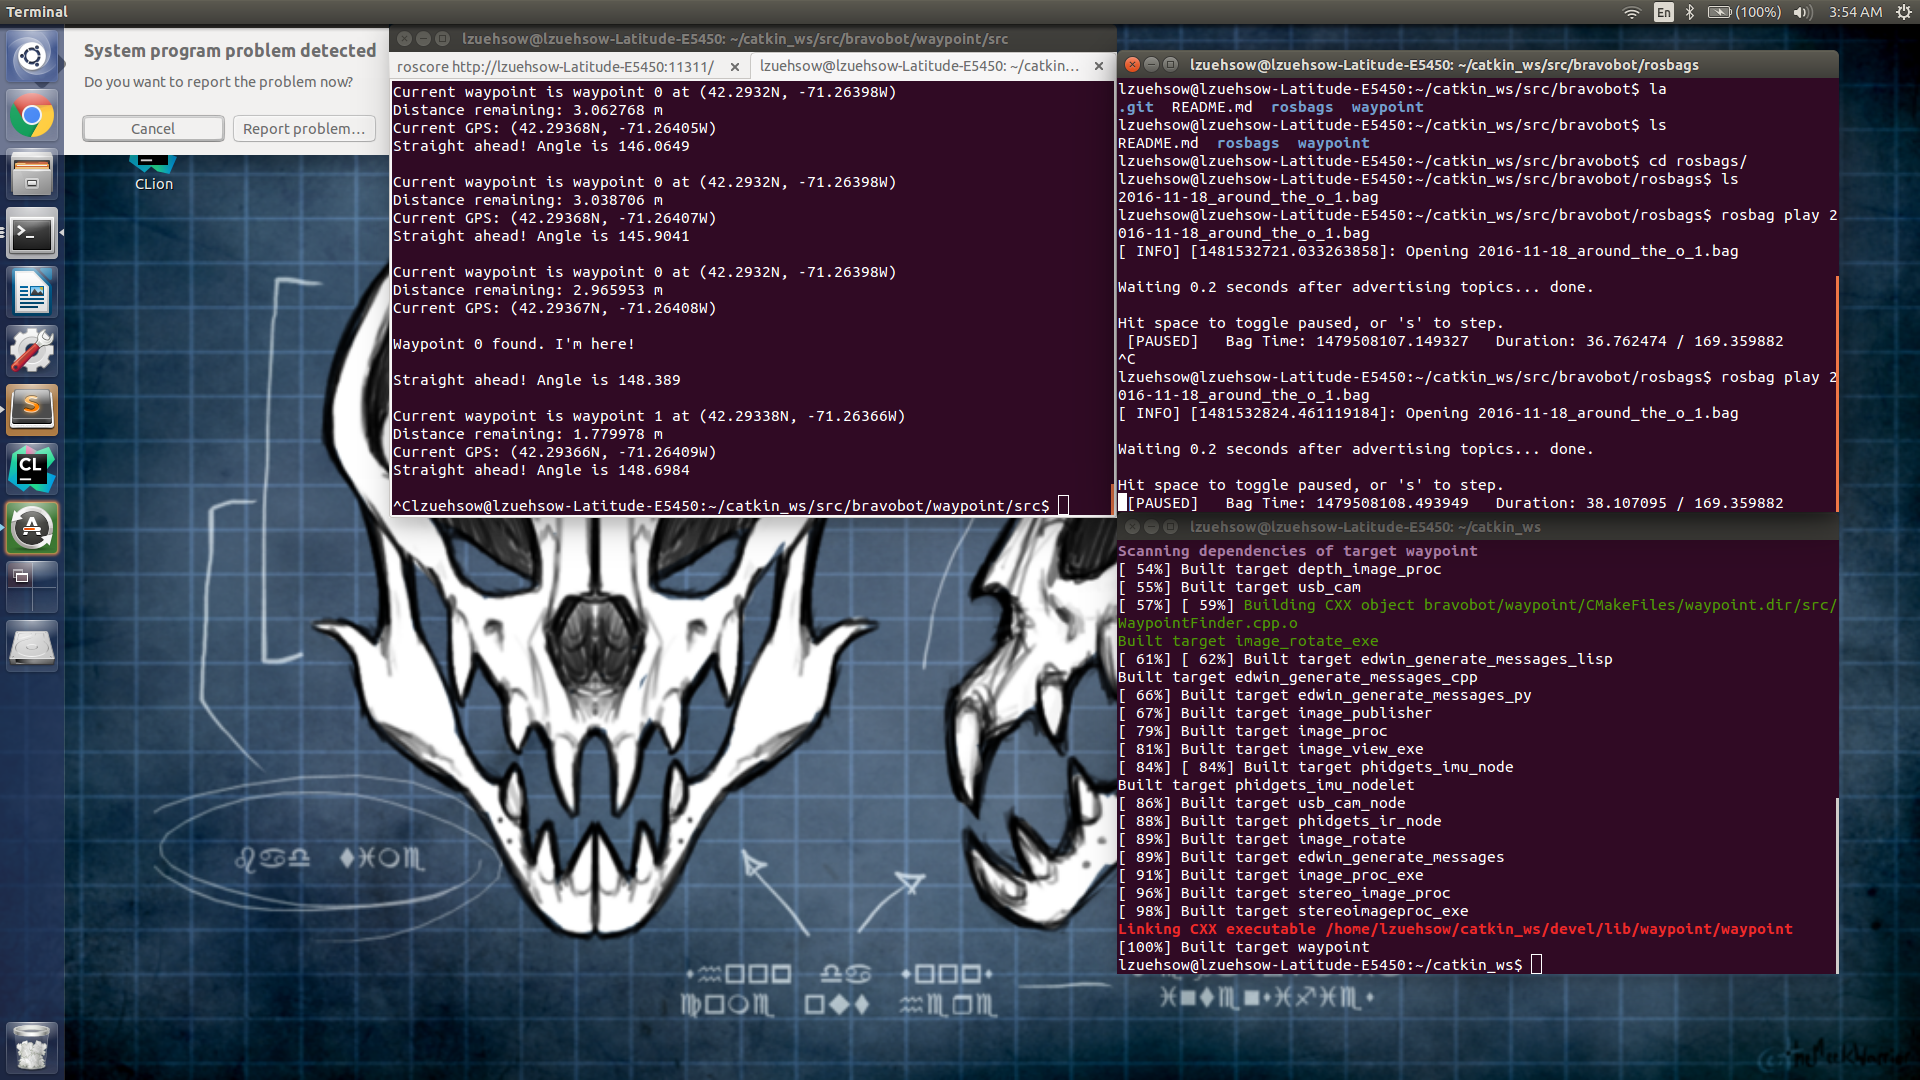 Terminal
En
(100%)
3:54 AM
System program problem detected
Do you want to report the problem now?
Cancel
Report problem…
CLion
lzuehsow@lzuehsow-Latitude-E5450: ~/catkin_ws/src/bravobot/waypoint/src
roscore http://lzuehsow-Latitude-E5450:11311/
lzuehsow@lzuehsow-Latitude-E5450: ~/catkin…
Current waypoint is waypoint 0 at (42.2932N, -71.26398W)
Distance remaining: 3.062768 m
Current GPS: (42.29368N, -71.26405W)
Straight ahead! Angle is 146.0649
Current waypoint is waypoint 0 at (42.2932N, -71.26398W)
Distance remaining: 3.038706 m
Current GPS: (42.29368N, -71.26407W)
Straight ahead! Angle is 145.9041
Current waypoint is waypoint 0 at (42.2932N, -71.26398W)
Distance remaining: 2.965953 m
Current GPS: (42.29367N, -71.26408W)
Waypoint 0 found. I'm here!
Straight ahead! Angle is 148.389
Current waypoint is waypoint 1 at (42.29338N, -71.26366W)
Distance remaining: 1.779978 m
Current GPS: (42.29366N, -71.26409W)
Straight ahead! Angle is 148.6984
^Clzuehsow@lzuehsow-Latitude-E5450:~/catkin_ws/src/bravobot/waypoint/src$
lzuehsow@lzuehsow-Latitude-E5450: ~/catkin_ws/src/bravobot/rosbags
lzuehsow@lzuehsow-Latitude-E5450:~/catkin_ws/src/bravobot$ la
.git  README.md  rosbags  waypoint
lzuehsow@lzuehsow-Latitude-E5450:~/catkin_ws/src/bravobot$ ls
README.md  rosbags  waypoint
lzuehsow@lzuehsow-Latitude-E5450:~/catkin_ws/src/bravobot$ cd rosbags/
lzuehsow@lzuehsow-Latitude-E5450:~/catkin_ws/src/bravobot/rosbags$ ls
2016-11-18_around_the_o_1.bag
lzuehsow@lzuehsow-Latitude-E5450:~/catkin_ws/src/bravobot/rosbags$ rosbag play 2
016-11-18_around_the_o_1.bag
[ INFO] [1481532721.033263858]: Opening 2016-11-18_around_the_o_1.bag
Waiting 0.2 seconds after advertising topics... done.
Hit space to toggle paused, or 's' to step.
[PAUSED]   Bag Time: 1479508107.149327   Duration: 36.762474 / 169.359882
^C
lzuehsow@lzuehsow-Latitude-E5450:~/catkin_ws/src/bravobot/rosbags$ rosbag play 2
016-11-18_around_the_o_1.bag
[ INFO] [1481532824.461119184]: Opening 2016-11-18_around_the_o_1.bag
Waiting 0.2 seconds after advertising topics... done.
Hit space to toggle paused, or 's' to step.
[PAUSED]   Bag Time: 1479508108.493949   Duration: 38.107095 / 169.359882
lzuehsow@lzuehsow-Latitude-E5450: ~/catkin_ws
Scanning dependencies of target waypoint
[ 54%] Built target depth_image_proc
[ 55%] Built target usb_cam
[ 57%] [ 59%] Building CXX object bravobot/waypoint/CMakeFiles/waypoint.dir/src/
WaypointFinder.cpp.o
Built target image_rotate_exe
[ 61%] [ 62%] Built target edwin_generate_messages_lisp
Built target edwin_generate_messages_cpp
[ 66%] Built target edwin_generate_messages_py
[ 67%] Built target image_publisher
[ 79%] Built target image_proc
[ 81%] Built target image_view_exe
[ 84%] [ 84%] Built target phidgets_imu_node
Built target phidgets_imu_nodelet
[ 86%] Built target usb_cam_node
[ 88%] Built target phidgets_ir_node
[ 89%] Built target image_rotate
[ 89%] Built target edwin_generate_messages
[ 91%] Built target image_proc_exe
[ 96%] Built target stereo_image_proc
[ 98%] Built target stereoimageproc_exe
Linking CXX executable /home/lzuehsow/catkin_ws/devel/lib/waypoint/waypoint
[100%] Built target waypoint
lzuehsow@lzuehsow-Latitude-E5450:~/catkin_ws$